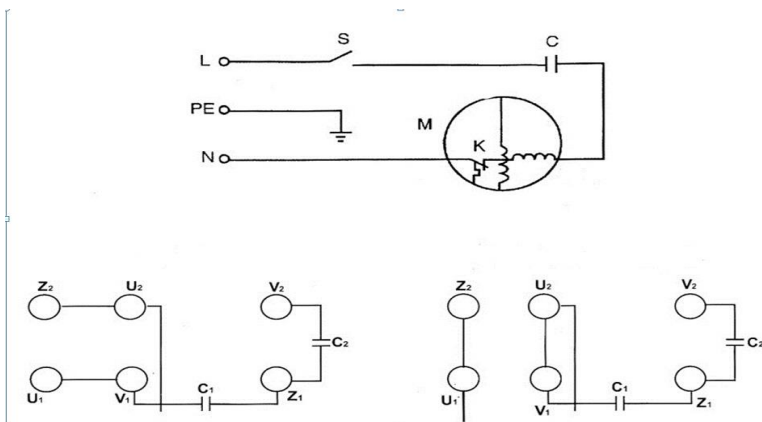 S
C
L
PE
M
K
N
Z₂ U₂ V₂
C₂
U₁ V₁ C₁ Z₁
Z₂ U₂ V₂
C₂
U₁ V₁ C₁ Z₁